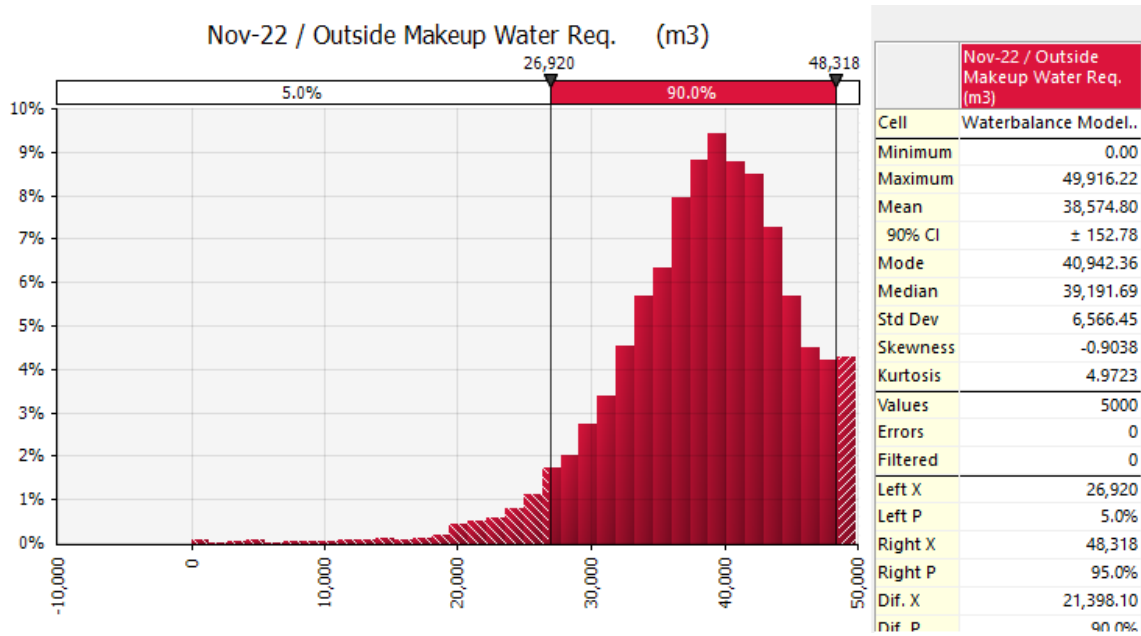 Nov-22 / Outside Makeup Water Req. (m3)
26,920 48,318
5.0% 90.0%
10%
9%
8%
7%
6%
5%
4%
3%
2%
1%
0%
-10,000 0 10,000 20,000 30,000 40,000 50,000
Nov-22 / Outside
Makeup Water Req.
(m3)
Cell Waterbalance Model..
Minimum 0.00
Maximum 49,916.22
Mean 38,574.80
90% CI ± 152.78
Mode 40,942.36
Median 39,191.69
Std Dev 6,566.45
Skewness -0.9038
Kurtosis 4.9723
Values 5000
Errors 0
Filtered 0
Left X 26,920
Left P 5.0%
Right X 48,318
Right P 95.0%
Dif. X 21,398.10
Dif. P 90.0%